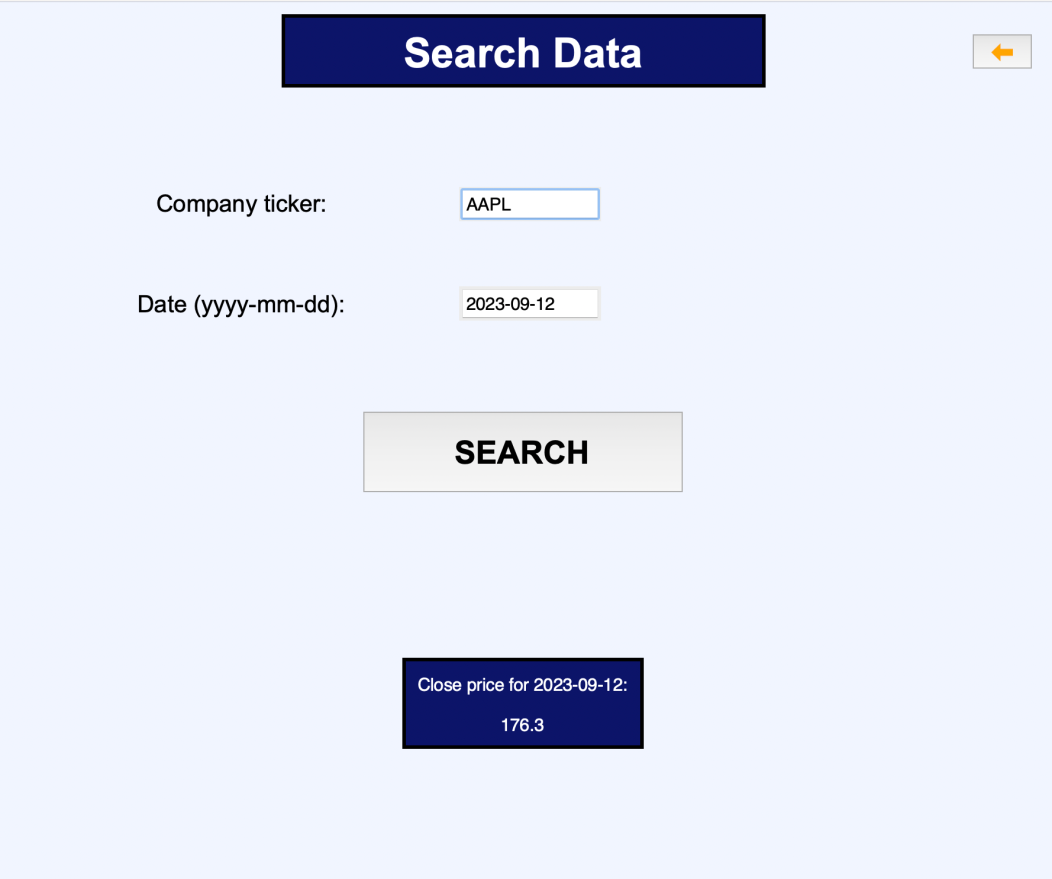 Search Data
Company ticker: AAPL
Date (yyyy-mm-dd): 2023-09-12
SEARCH
Close price for 2023-09-12:
176.3